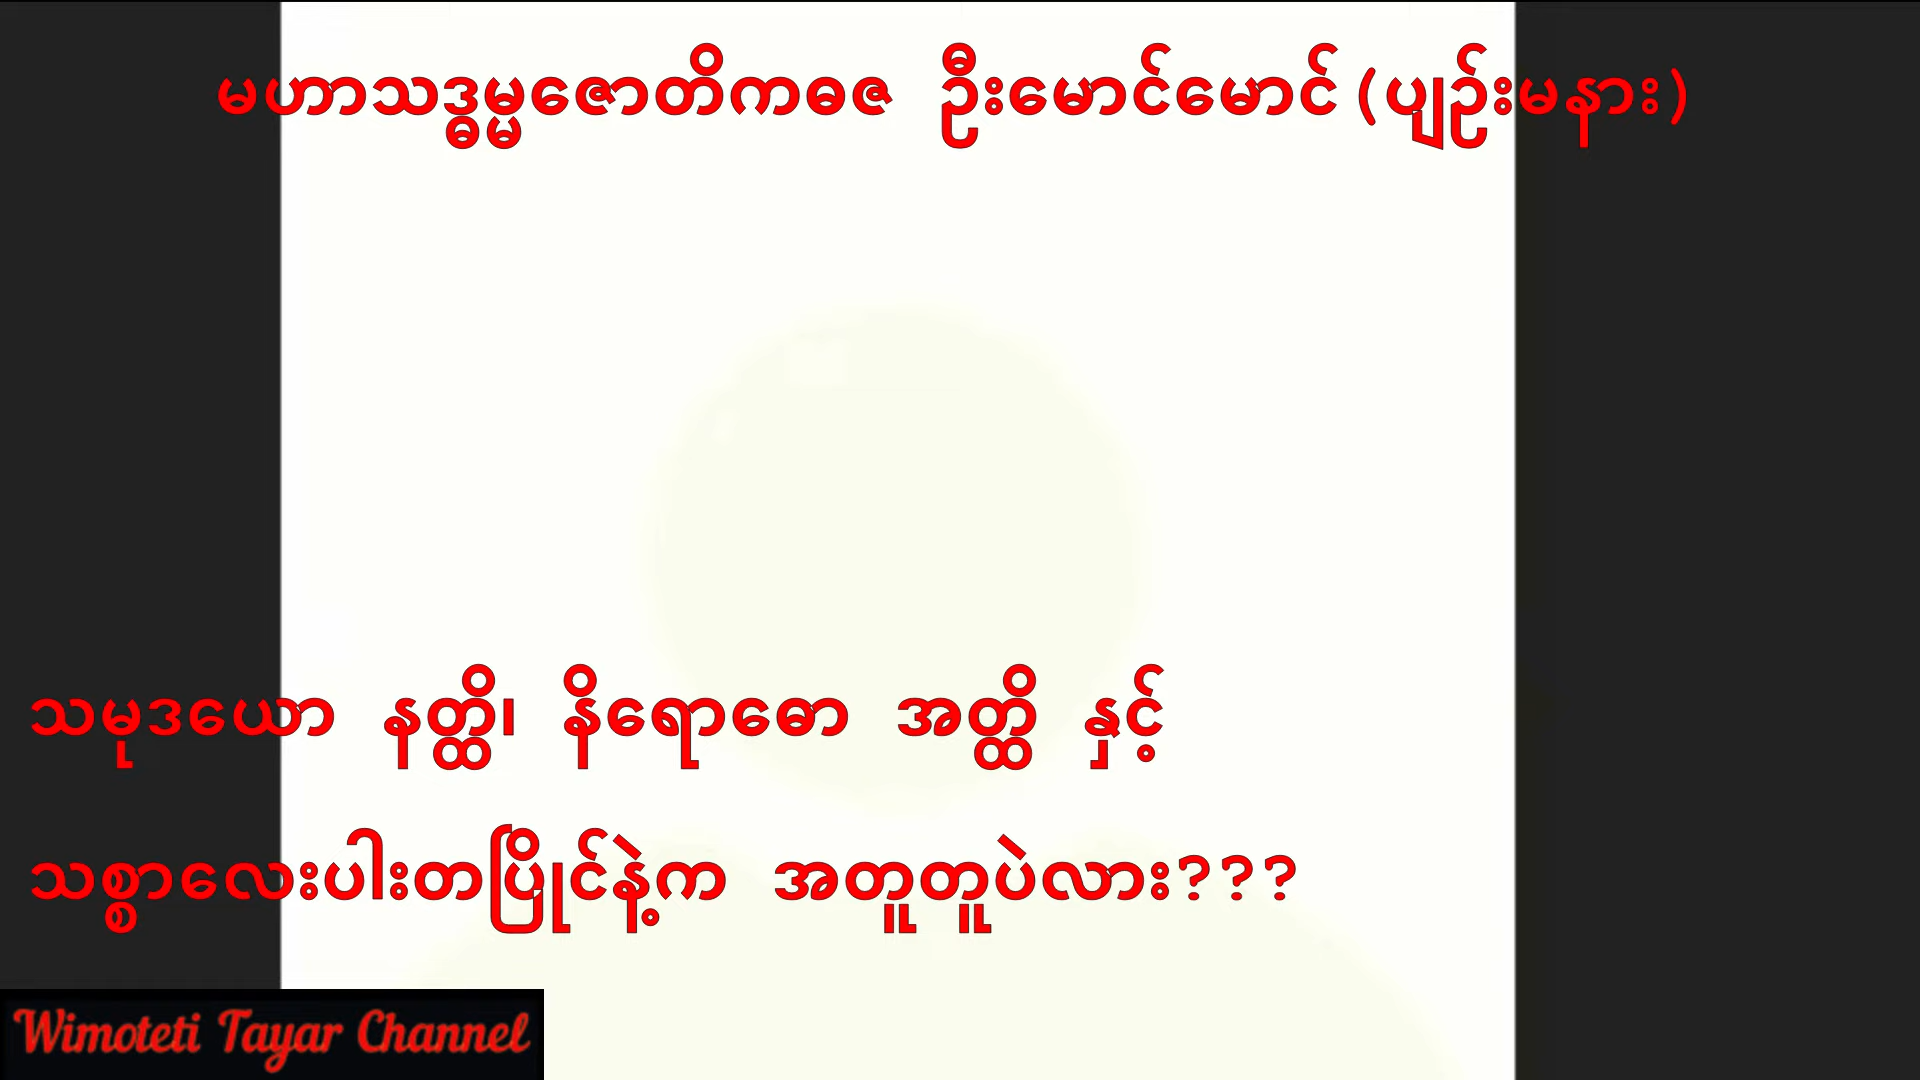 မဟာသဒ္ဓမ္မဇောတိကဓဇ ဦးမောင်မောင် (ပျဉ်းမနား)
သမုဒယော နတ္ထိ၊ နိရောဓော အတ္ထိ နှင့်
သစ္စာလေးပါးတပြိုင်နဲ့က အတူတူပဲလား???
Wimoteti Tayar Channel